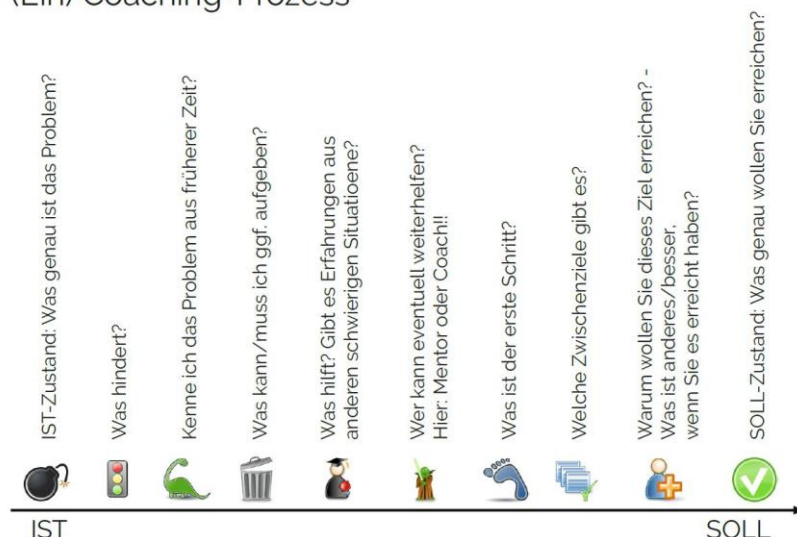 (Ein) Coaching-Prozess
IST-Zustand: Was genau ist das Problem?
Was hindert?
Kenne ich das Problem aus früherer Zeit?
Was kann/muss ich ggf. aufgeben?
Was hilft? Gibt es Erfahrungen aus
anderen schwierigen Situatioene?
Wer kann eventuell weiterhelfen?
Hier: Mentor oder Coach!!
Was ist der erste Schritt?
Welche Zwischenziele gibt es?
Warum wollen Sie dieses Ziel erreichen? -
Was ist anderes/besser,
wenn Sie es erreicht haben?
SOLL-Zustand: Was genau wollen Sie erreichen?
IST
SOLL